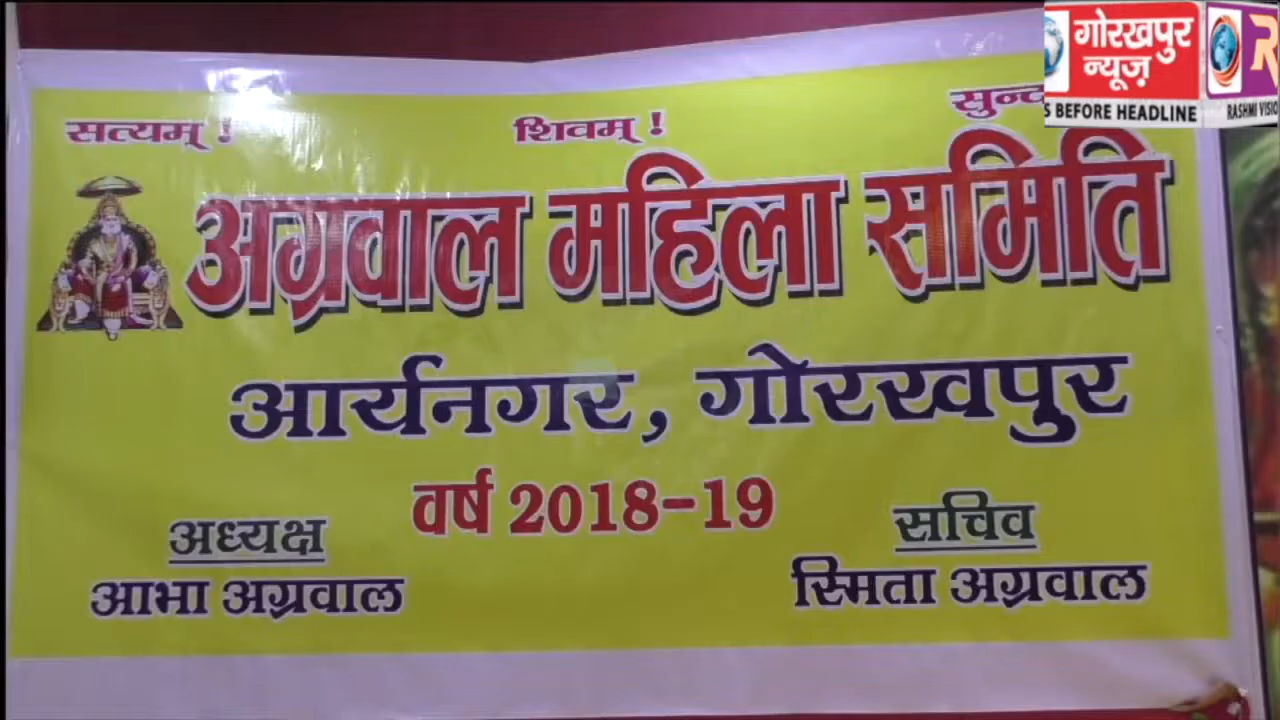 सत्यम् ! शिवम् !
अग्रवाल महिला समिति
आर्यनगर, गोरखपुर
वर्ष 2018-19
अध्यक्ष
आभा अग्रवाल
सचिव
स्मिता अग्रवाल
गोरखपुर
न्यूज़
BEFORE HEADLINE
RASHMI